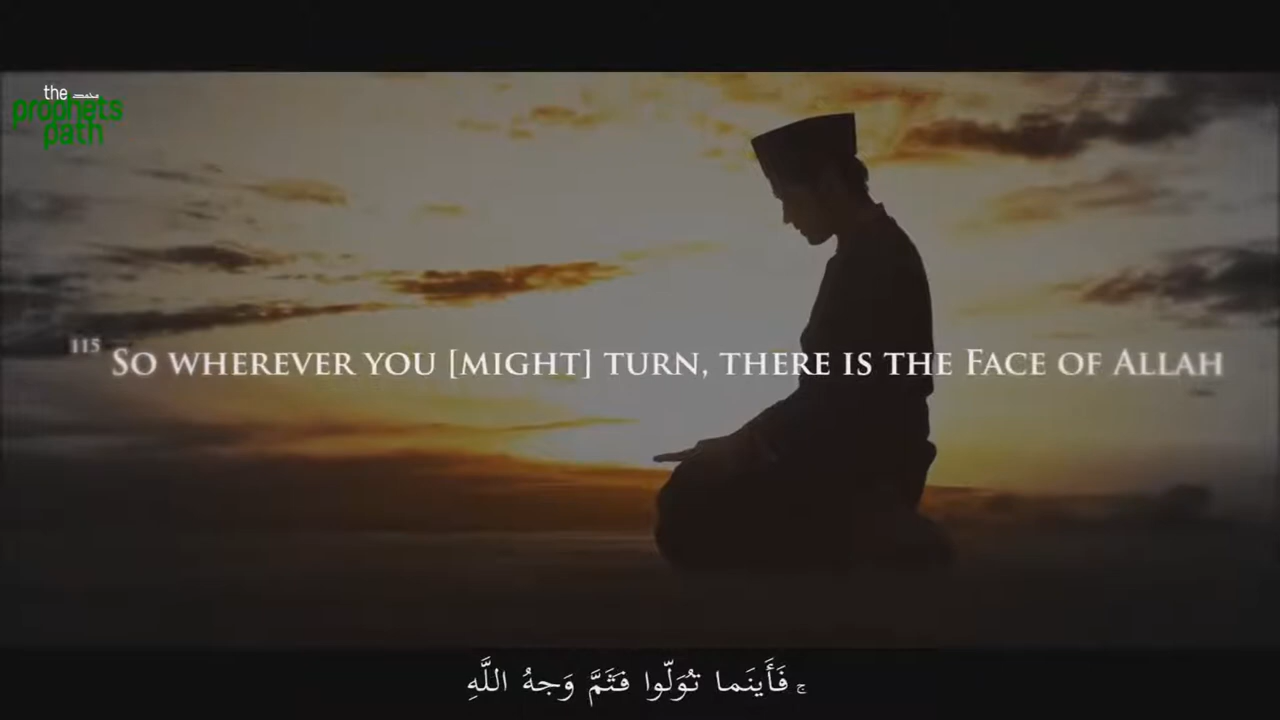 the
prophets
path
115 So wherever you [might] turn, there is the Face of Allah
ۚ فَأَينَما تُوَلّوا فَثَمَّ وَجهُ اللَّهِ